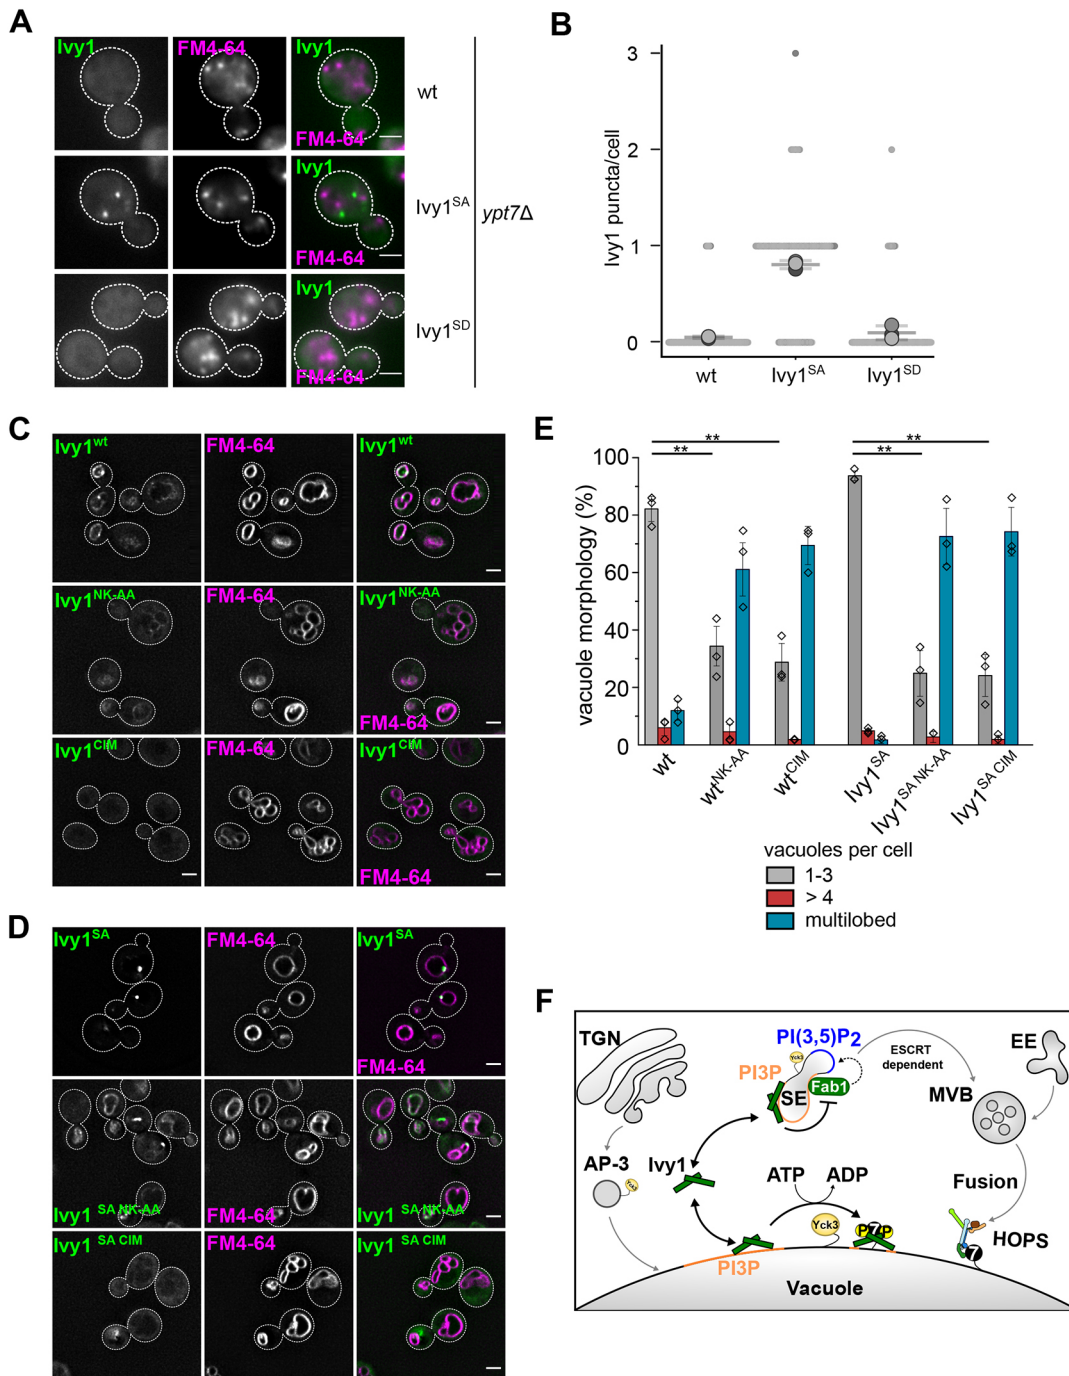 A
Ivy1
FM4-64
Ivy1
FM4-64
wt
Ivy1
FM4-64
Ivy1SA
ypt7Δ
Ivy1
FM4-64
Ivy1SD
B
Ivy1 puncta/cell
3
2
1
0
wt
Ivy1SA
Ivy1SD
C
Ivy1wt
FM4-64
Ivy1wt
Ivy1NK-AA
FM4-64
Ivy1NK-AA
FM4-64
Ivy1CIM
FM4-64
Ivy1CIM
FM4-64
D
Ivy1SA
FM4-64
Ivy1SA
FM4-64
Ivy1 SA NK-AA
FM4-64
Ivy1 SA NK-AA
Ivy1 SA CIM
FM4-64
Ivy1 SA CIM
E
vacuole morphology (%)
100
80
60
40
20
0
**
**
**
**
wt
wtNK-AA
wtCIM
Ivy1SA
Ivy1SA NK-AA
Ivy1SA CIM
vacuoles per cell
1-3
> 4
multilobed
F
TGN
PI(3,5)P2
EE
Yck3
ESCRT
dependent
PI3P
SE
Fab1
MVB
AP-3
Yck3
Ivy1
ATP
ADP
Fusion
Yck3
P7P
HOPS
7
PI3P
Vacuole